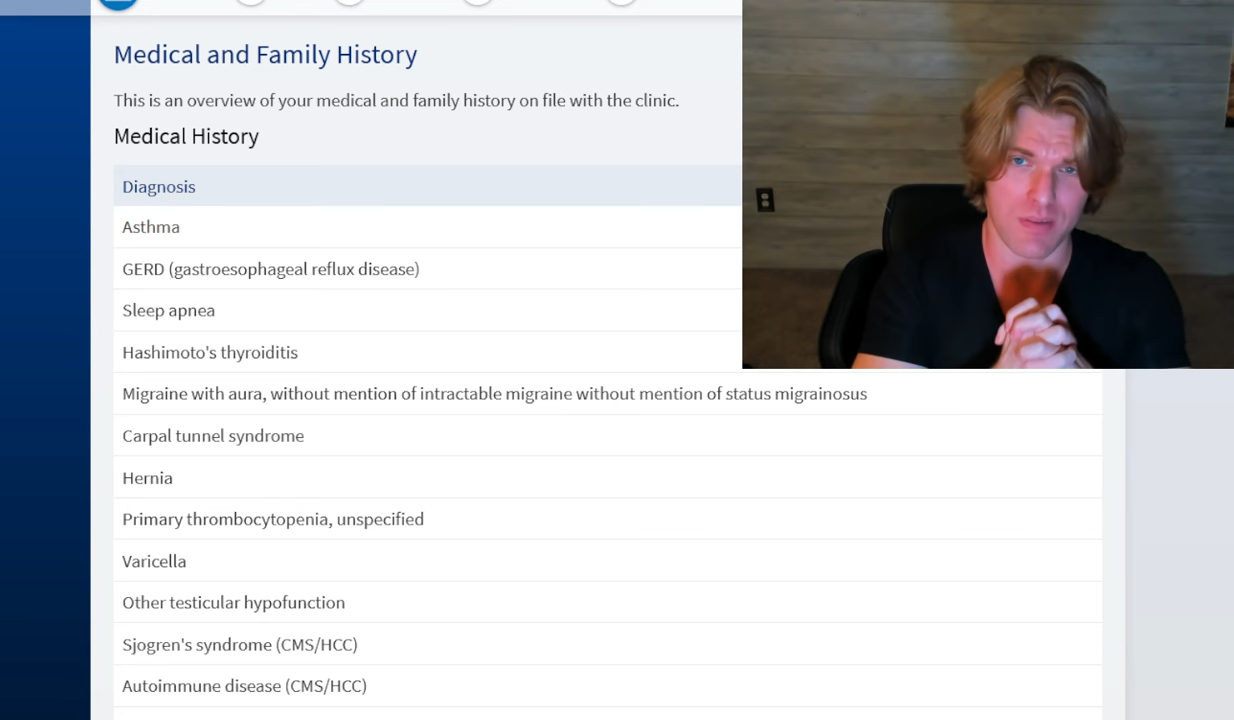 Medical and Family History
This is an overview of your medical and family history on file with the clinic.
Medical History
Diagnosis
Asthma
GERD (gastroesophageal reflux disease)
Sleep apnea
Hashimoto's thyroiditis
Migraine with aura, without mention of intractable migraine without mention of status migrainosus
Carpal tunnel syndrome
Hernia
Primary thrombocytopenia, unspecified
Varicella
Other testicular hypofunction
Sjogren's syndrome (CMS/HCC)
Autoimmune disease (CMS/HCC)